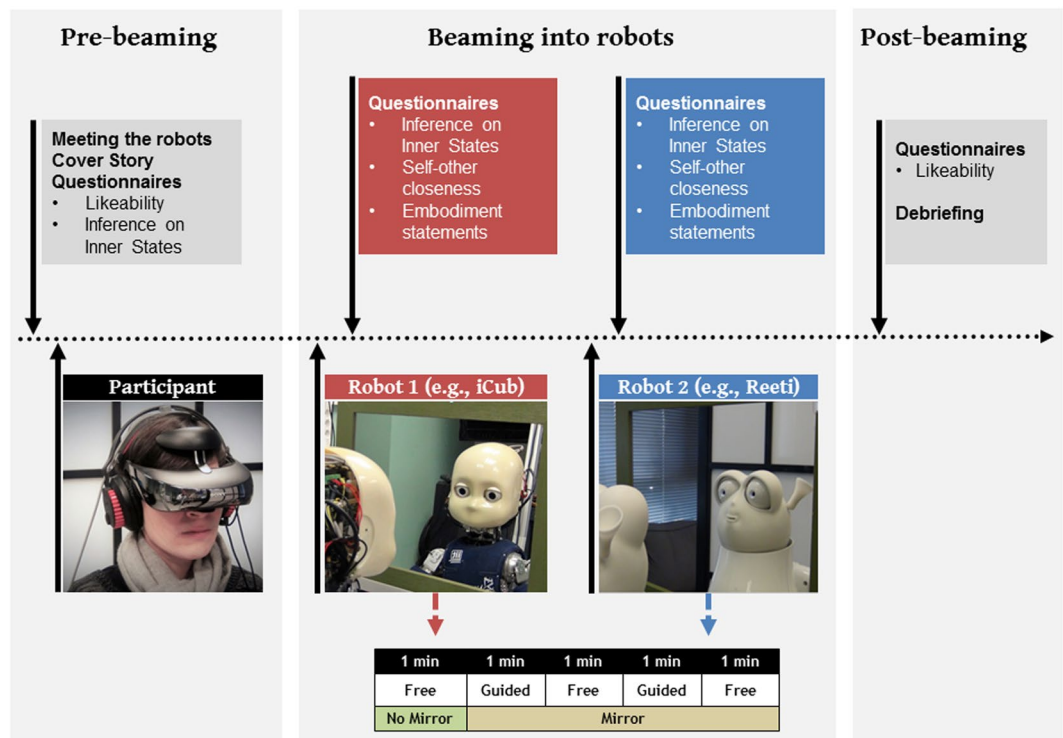 Pre-beaming
Beaming into robots
Post-beaming
Meeting the robots
Cover Story
Questionnaires
• Likeability
• Inference on
Inner States
Questionnaires
• Inference on
Inner States
• Self-other
closeness
• Embodiment
statements
Questionnaires
• Inference on
Inner States
• Self-other
closeness
• Embodiment
statements
Questionnaires
• Likeability
Debriefing
Participant
Robot 1 (e.g., iCub)
Robot 2 (e.g., Reeti)
1 min 1 min 1 min 1 min 1 min
Free Guided Free Guided Free
No Mirror Mirror